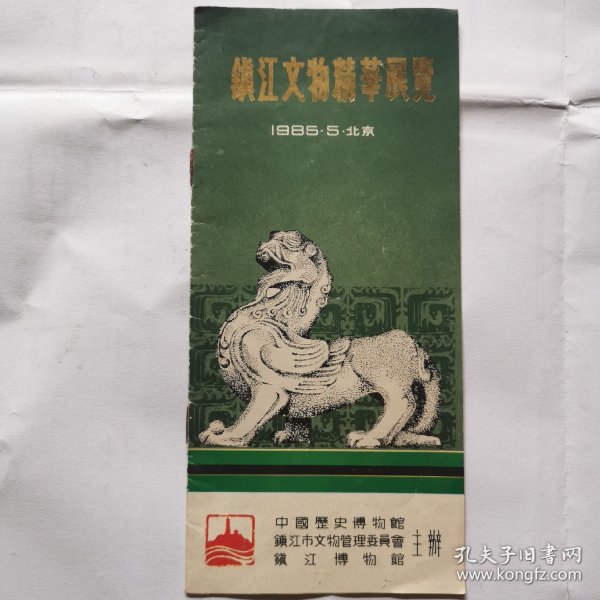 鎮江文物精華展覽
1985·5·北京
中國歷史博物館
鎮江市文物管理委員會
鎮江博物館
主辦
孔夫子旧书网
www.kongfz.com